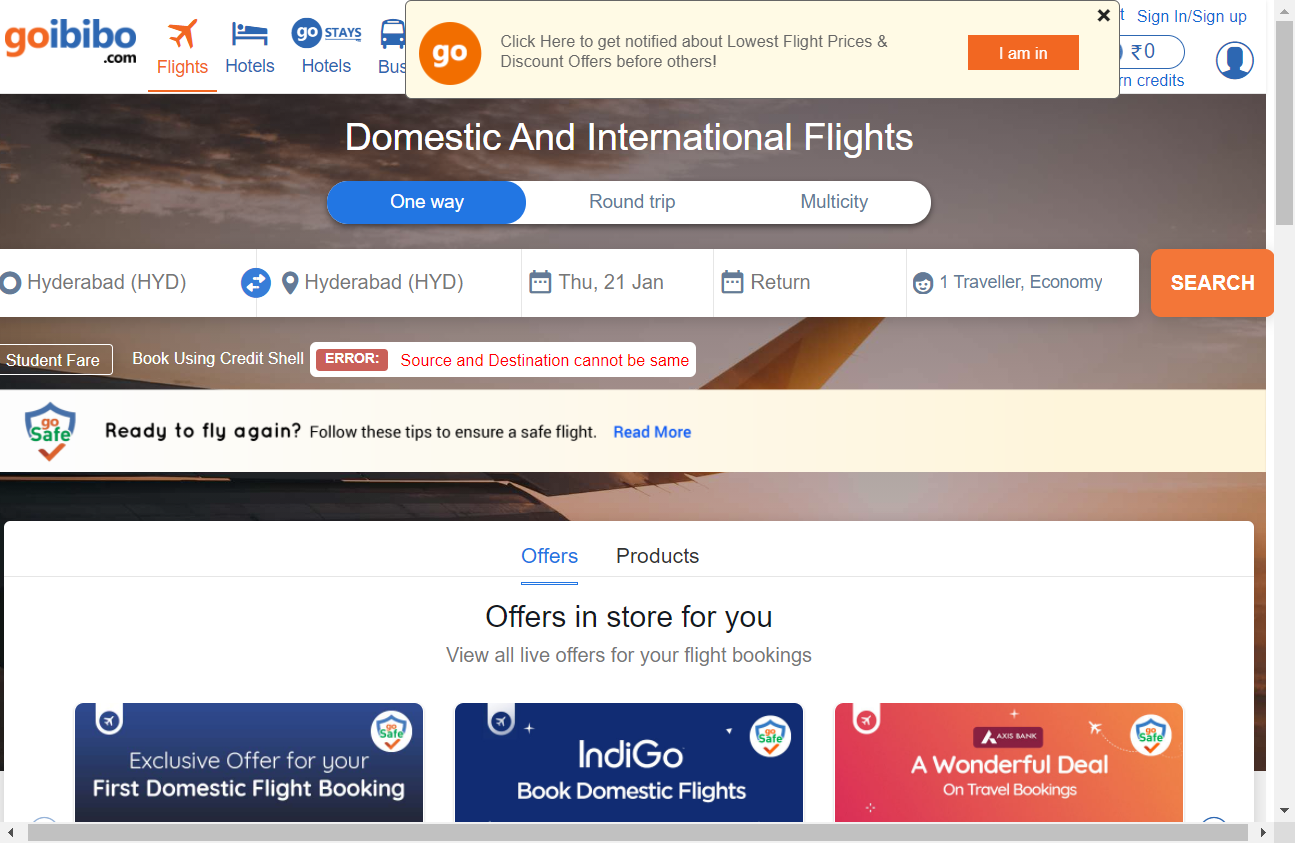 goibibo
.com
Flights
Hotels
go STAYS
Hotels
Bus
go
Click Here to get notified about Lowest Flight Prices &
Discount Offers before others!
I am in
Sign In/Sign up
₹0
credits
Domestic And International Flights
One way
Round trip
Multicity
Hyderabad (HYD)
Hyderabad (HYD)
Thu, 21 Jan
Return
1 Traveller, Economy
SEARCH
Student Fare
Book Using Credit Shell
ERROR:
Source and Destination cannot be same
go
Safe
Ready to fly again? Follow these tips to ensure a safe flight. Read More
Offers
Products
Offers in store for you
View all live offers for your flight bookings
go
Safe
Exclusive Offer for your
First Domestic Flight Booking
go
Safe
IndiGo
Book Domestic Flights
AXIS BANK
go
Safe
A Wonderful Deal
On Travel Bookings